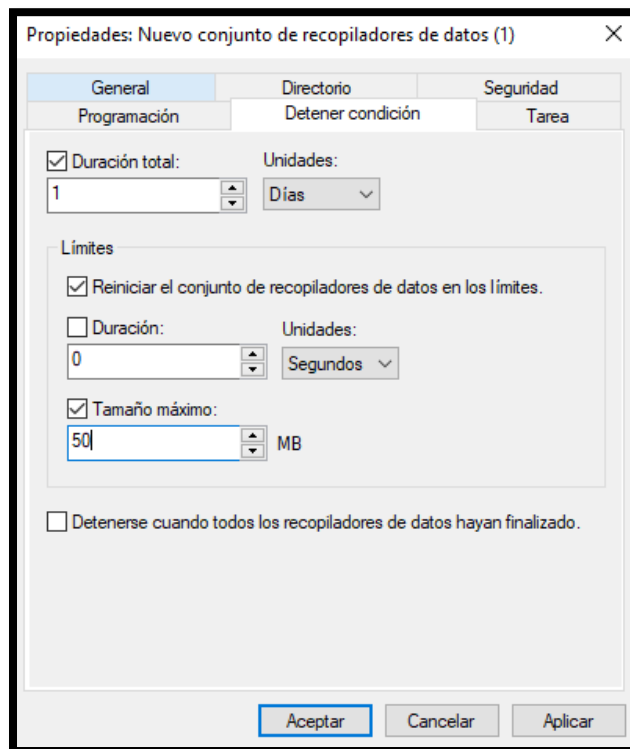 Propiedades: Nuevo conjunto de recopiladores de datos (1)
General Directorio Seguridad
Programación Detener condición Tarea
Duración total: Unidades:
1 Días
Límites
Reiniciar el conjunto de recopiladores de datos en los límites.
Duración: Unidades:
0 Segundos
Tamaño máximo:
50 MB
Detenerse cuando todos los recopiladores de datos hayan finalizado.
Aceptar Cancelar Aplicar